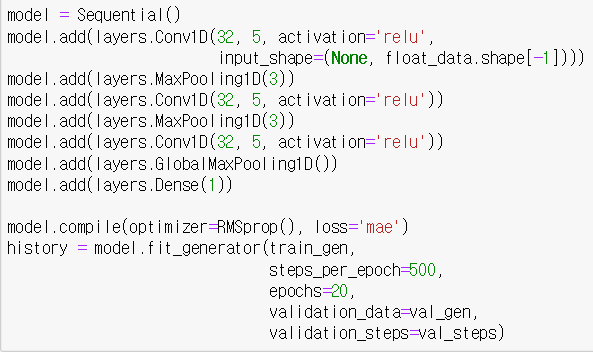 model = Sequential()
model.add(layers.Conv1D(32, 5, activation='relu',
                        input_shape=(None, float_data.shape[-1])))
model.add(layers.MaxPooling1D(3))
model.add(layers.Conv1D(32, 5, activation='relu'))
model.add(layers.MaxPooling1D(3))
model.add(layers.Conv1D(32, 5, activation='relu'))
model.add(layers.GlobalMaxPooling1D())
model.add(layers.Dense(1))

model.compile(optimizer=RMSprop(), loss='mae')
history = model.fit_generator(train_gen,
                              steps_per_epoch=500,
                              epochs=20,
                              validation_data=val_gen,
                              validation_steps=val_steps)